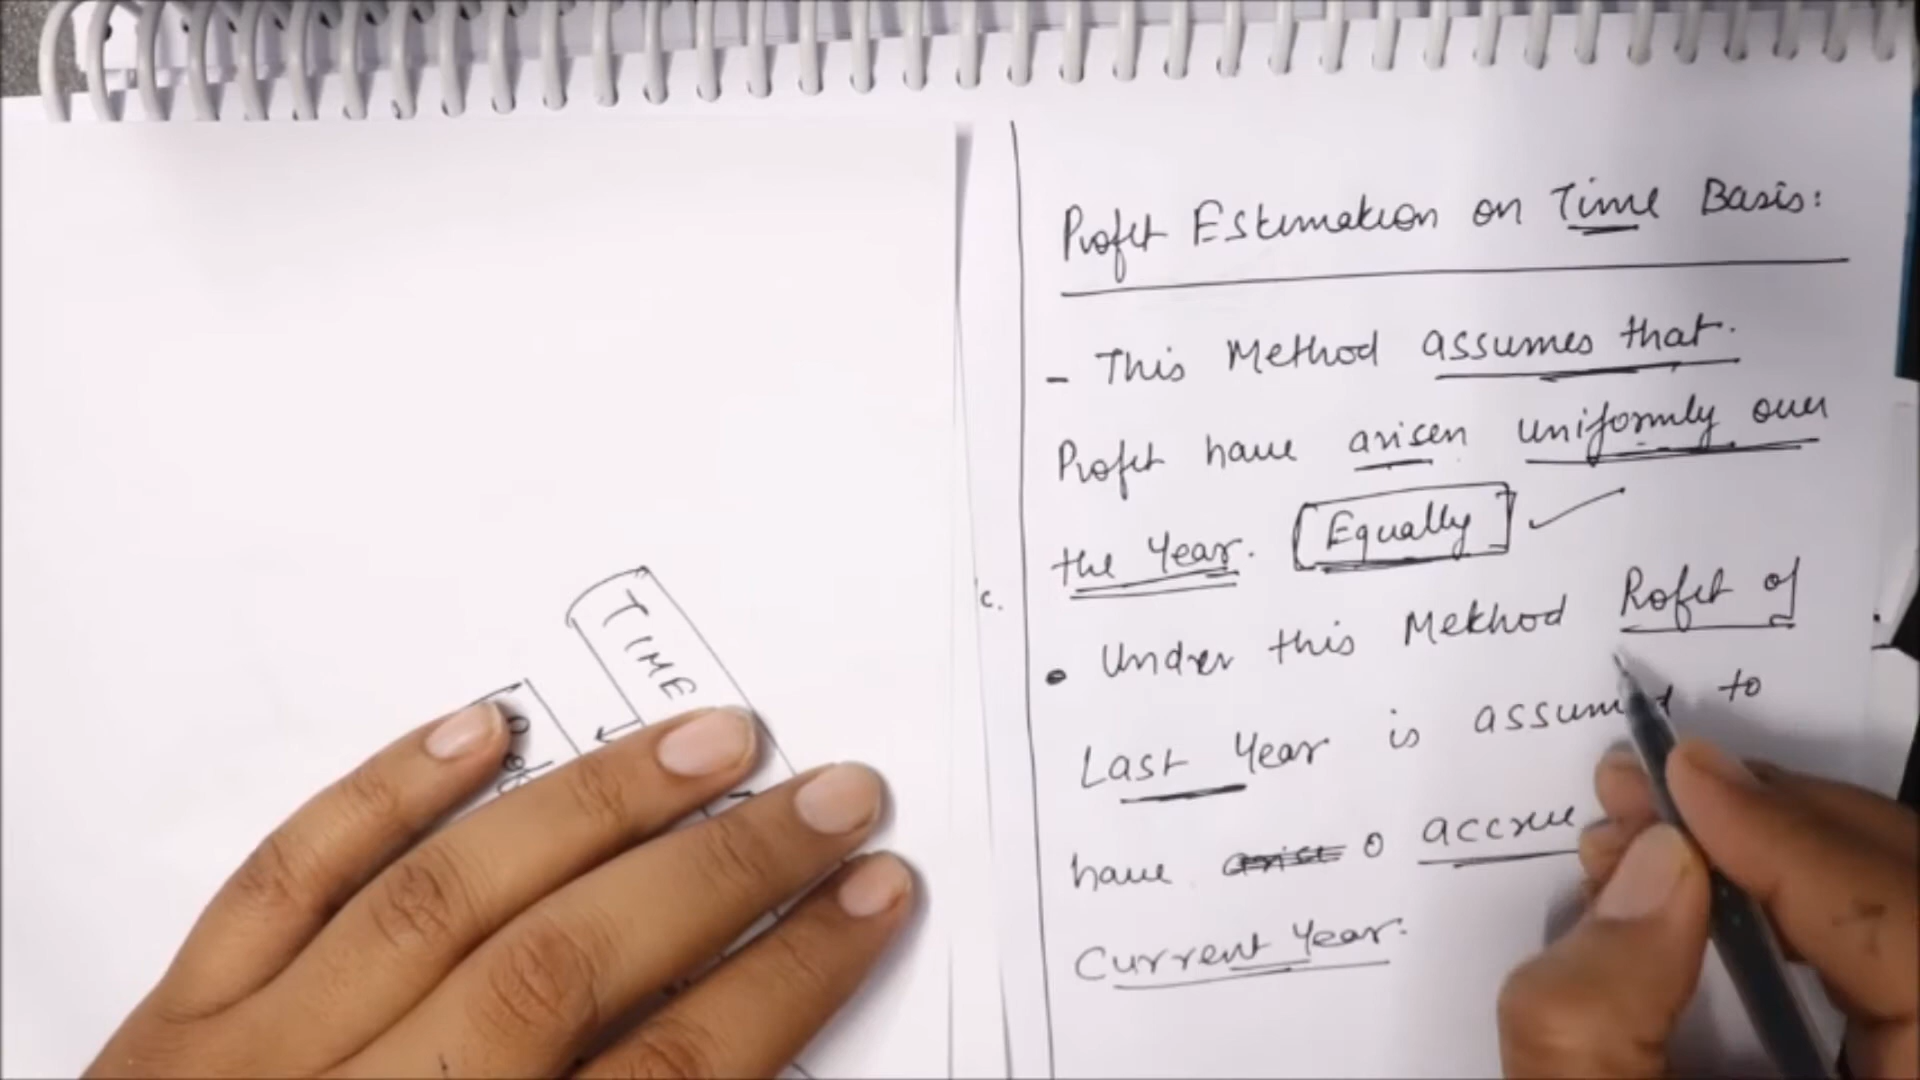 Profit Estimation on Time Basis:
- This Method assumes that.
Profit have arisen uniformly over
the Year. [Equally] ✓
c.
• Under this Method Profit of
Last Year is assumed to
have accrue
Current Year.
TIME